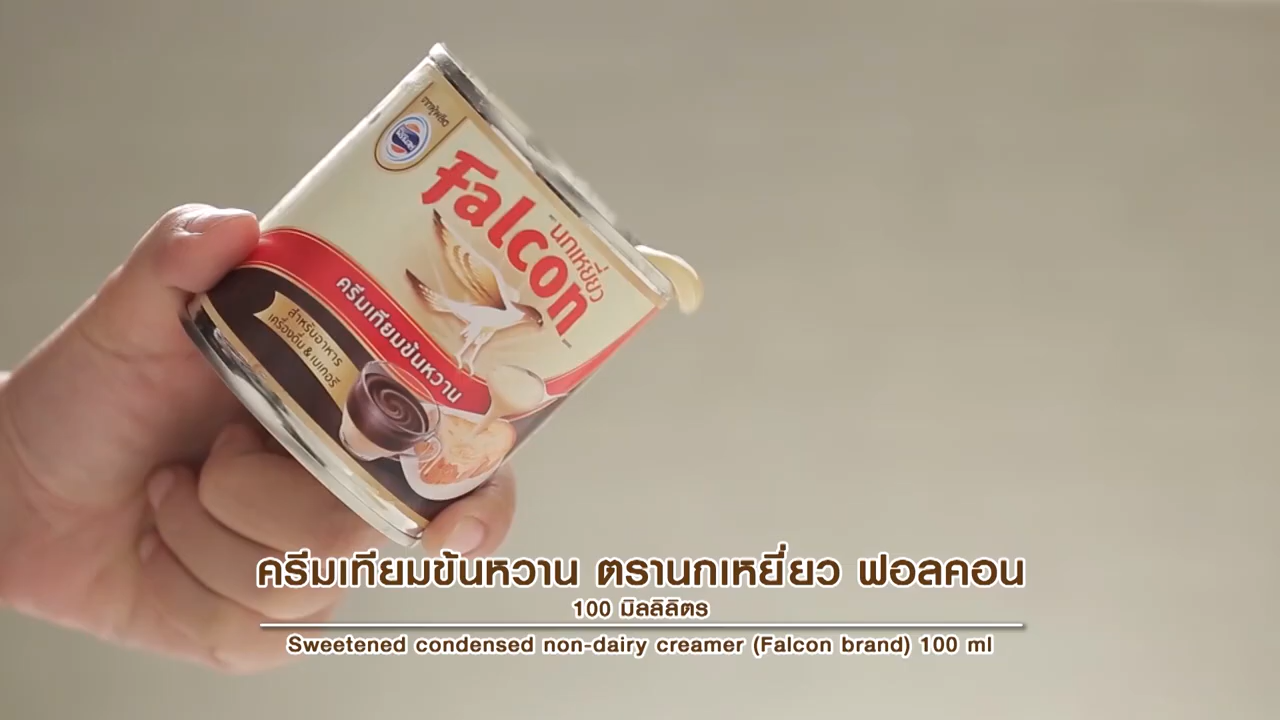 Falcon
นกเหยี่ยว
ครีมเทียมข้นหวาน
สำหรับอาหาร
เครื่องดื่ม & เบเกอรี่
ครีมเทียมข้นหวาน ตรานกเหยี่ยว ฟอลคอน
100 มิลลิลิตร
Sweetened condensed non-dairy creamer (Falcon brand) 100 ml